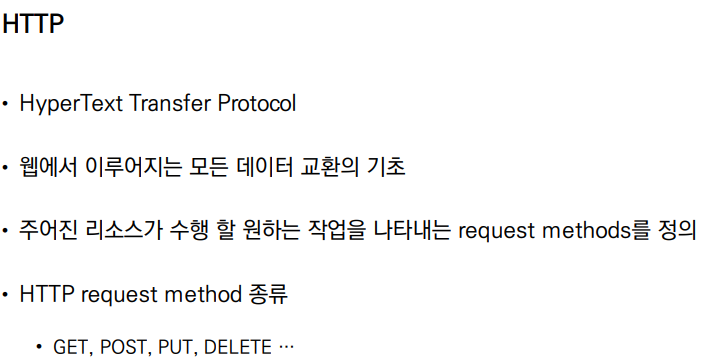 HTTP
• HyperText Transfer Protocol
• 웹에서 이루어지는 모든 데이터 교환의 기초
• 주어진 리소스가 수행 할 원하는 작업을 나타내는 request methods를 정의
• HTTP request method 종류
• GET, POST, PUT, DELETE …